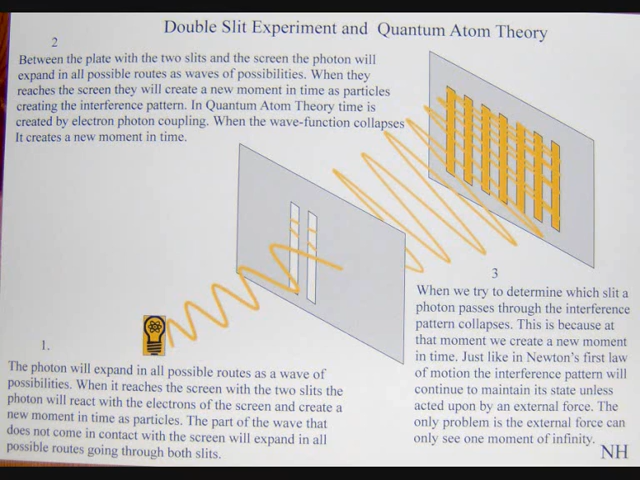 Double Slit Experiment and Quantum Atom Theory
2
Between the plate with the two slits and the screen the photon will
expand in all possible routes as waves of possibilities. When they
reaches the screen they will create a new moment in time as particles
creating the interference pattern. In Quantum Atom Theory time is
created by electron photon coupling. When the wave-function collapses
It creates a new moment in time.
1.
The photon will expand in all possible routes as a wave of
possibilities. When it reaches the screen with the two slits the
photon will react with the electrons of the screen and create a
new moment in time as particles. The part of the wave that
does not come in contact with the screen will expand in all
possible routes going through both slits.
3
When we try to determine which slit a
photon passes through the interference
pattern collapses. This is because at
that moment we create a new moment
in time. Just like in Newton's first law
of motion the interference pattern will
continue to maintain its state unless
acted upon by an external force. The
only problem is the external force can
only see one moment of infinity.
NH